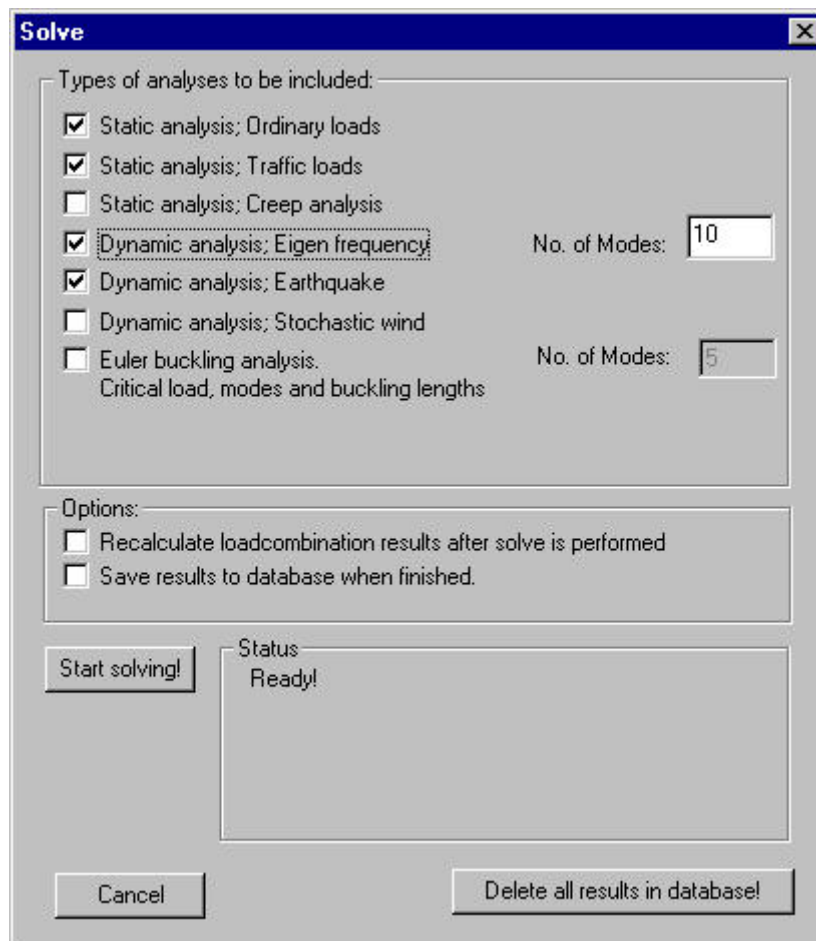 Solve
Types of analyses to be included:
Static analysis; Ordinary loads
Static analysis; Traffic loads
Static analysis; Creep analysis
Dynamic analysis; Eigen frequency
No. of Modes: 10
Dynamic analysis; Earthquake
Dynamic analysis; Stochastic wind
Euler buckling analysis.
Critical load, modes and buckling lengths
No. of Modes: 5
Options:
Recalculate loadcombination results after solve is performed
Save results to database when finished.
Start solving!
Status
Ready!
Cancel
Delete all results in database!